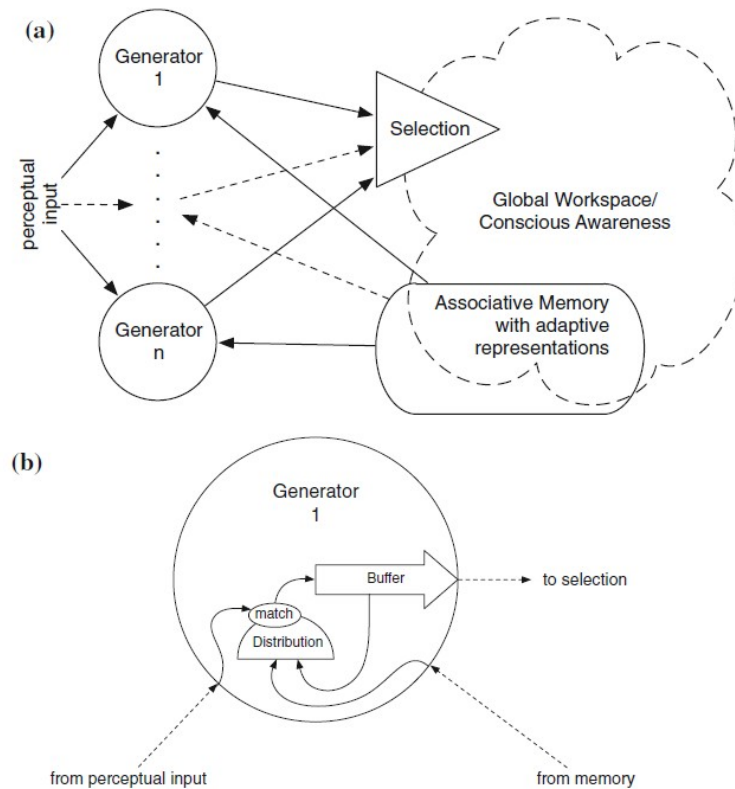 (a)
Generator
1
perceptual
input
Selection
Global Workspace/
Conscious Awareness
Generator
n
Associative Memory
with adaptive
representations
(b)
Generator
1
Buffer
to selection
match
Distribution
from perceptual input
from memory